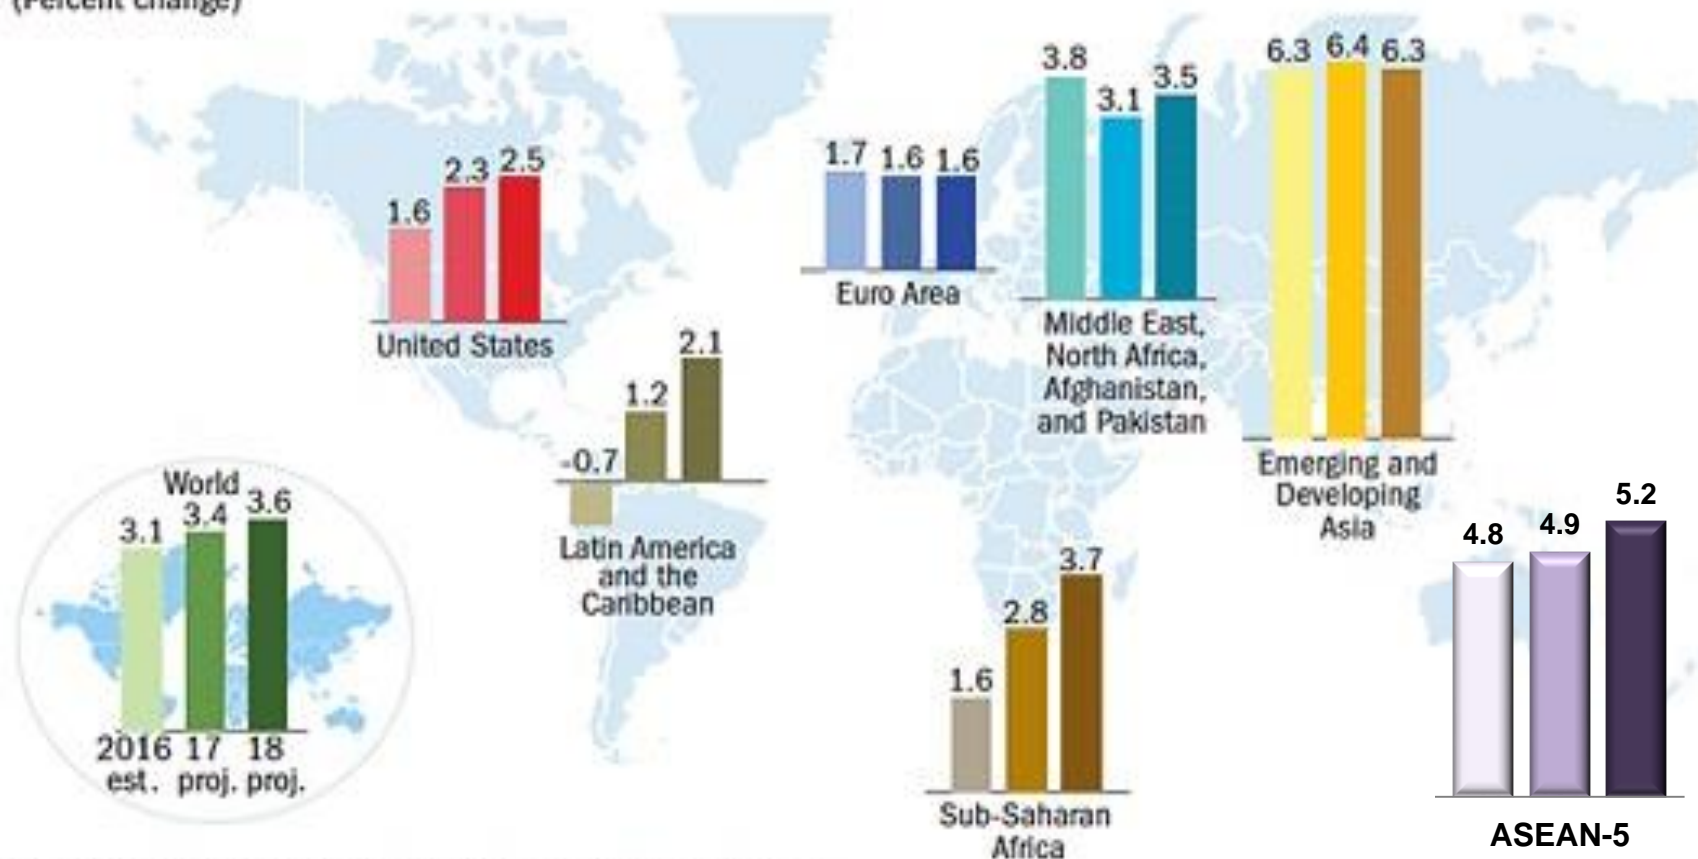 (Percent change)
3.8
3.1
3.5
6.3 6.4 6.3
1.7 1.6 1.6
Euro Area
Middle East,
North Africa,
Afghanistan,
and Pakistan
1.6
2.3 2.5
United States
-0.7
1.2
2.1
Latin America
and the
Caribbean
Emerging and
Developing
Asia
World
3.1
3.4
3.6
2016 17 18
est. proj. proj.
1.6
2.8
3.7
Sub-Saharan
Africa
4.8
4.9
5.2
ASEAN-5